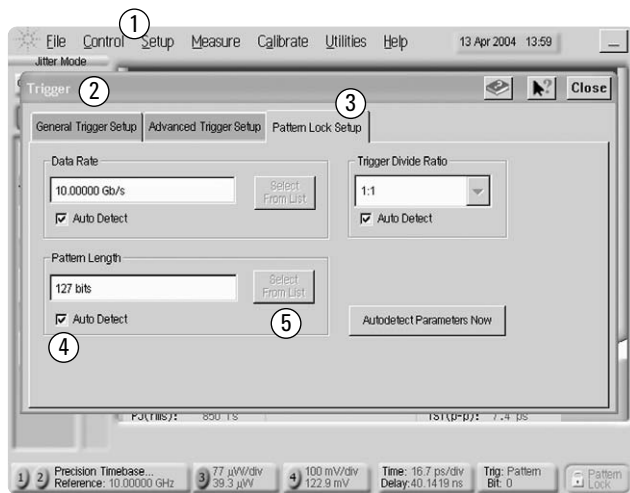 1
File Control Setup Measure Calibrate Utilities Help 13 Apr 2004 13:59
Jitter Mode
Trigger 2 Close
3
General Trigger Setup Advanced Trigger Setup Pattern Lock Setup
Data Rate Trigger Divide Ratio
10.00000 Gb/s Select From List 1:1
Auto Detect Auto Detect
Pattern Length
127 bits Select From List
Auto Detect Autodetect Parameters Now
4 5
PJ(rms): 850 fs TJ(p-p): 7.4 ps
1 2 Precision Timebase... 3 77 µW/div 4 100 mV/div Time: 16.7 ps/div Trig: Pattern Pattern
Reference: 10.00000 GHz 39.3 µW 122.9 mV Delay: 40.1419 ns Bit: 0 Lock